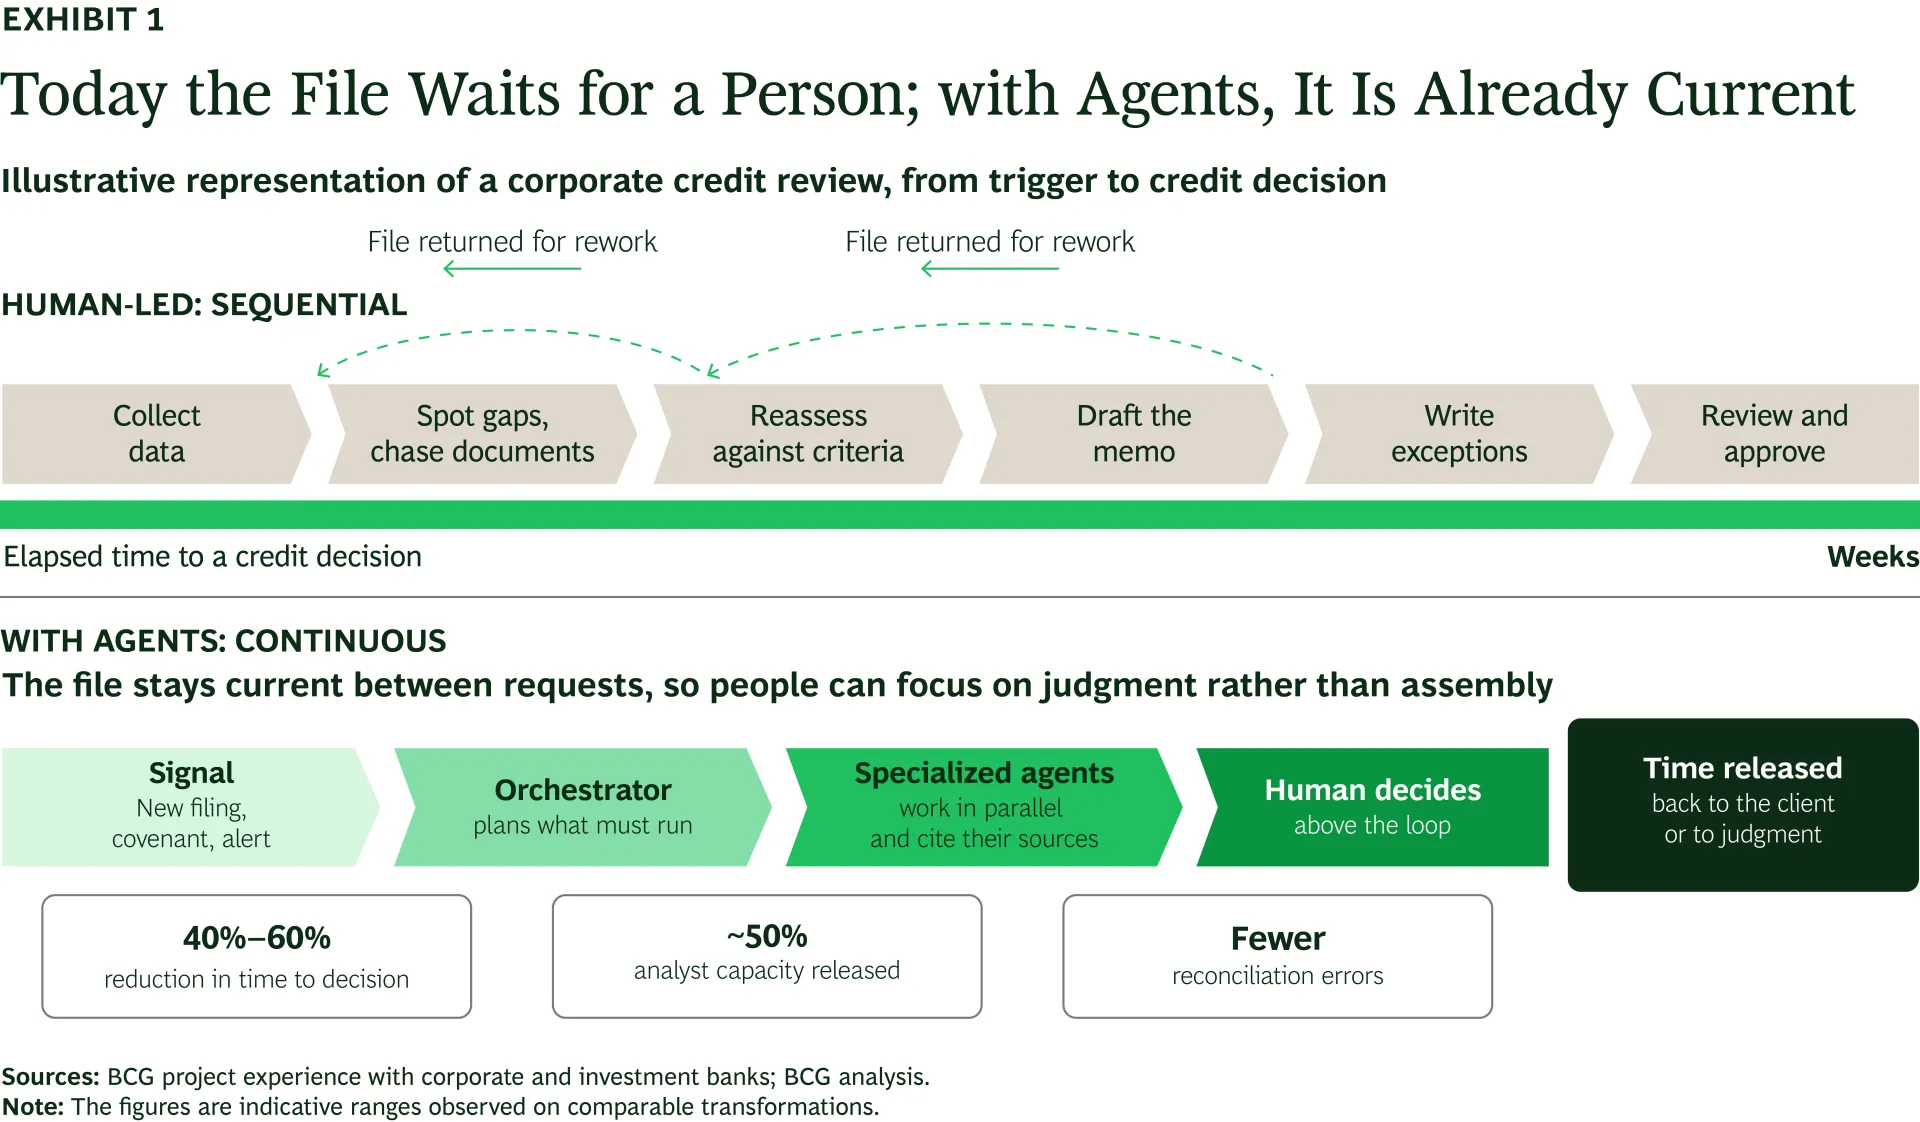 EXHIBIT 1
Today the File Waits for a Person; with Agents, It Is Already Current
Illustrative representation of a corporate credit review, from trigger to credit decision
File returned for rework
File returned for rework
HUMAN-LED: SEQUENTIAL
Collect
data
Spot gaps,
chase documents
Reassess
against criteria
Draft the
memo
Write
exceptions
Review and
approve
Elapsed time to a credit decision
Weeks
WITH AGENTS: CONTINUOUS
The file stays current between requests, so people can focus on judgment rather than assembly
Signal
New filing,
covenant, alert
Orchestrator
plans what must run
Specialized agents
work in parallel
and cite their sources
Human decides
above the loop
Time released
back to the client
or to judgment
40%–60%
reduction in time to decision
~50%
analyst capacity released
Fewer
reconciliation errors
Sources: BCG project experience with corporate and investment banks; BCG analysis.
Note: The figures are indicative ranges observed on comparable transformations.